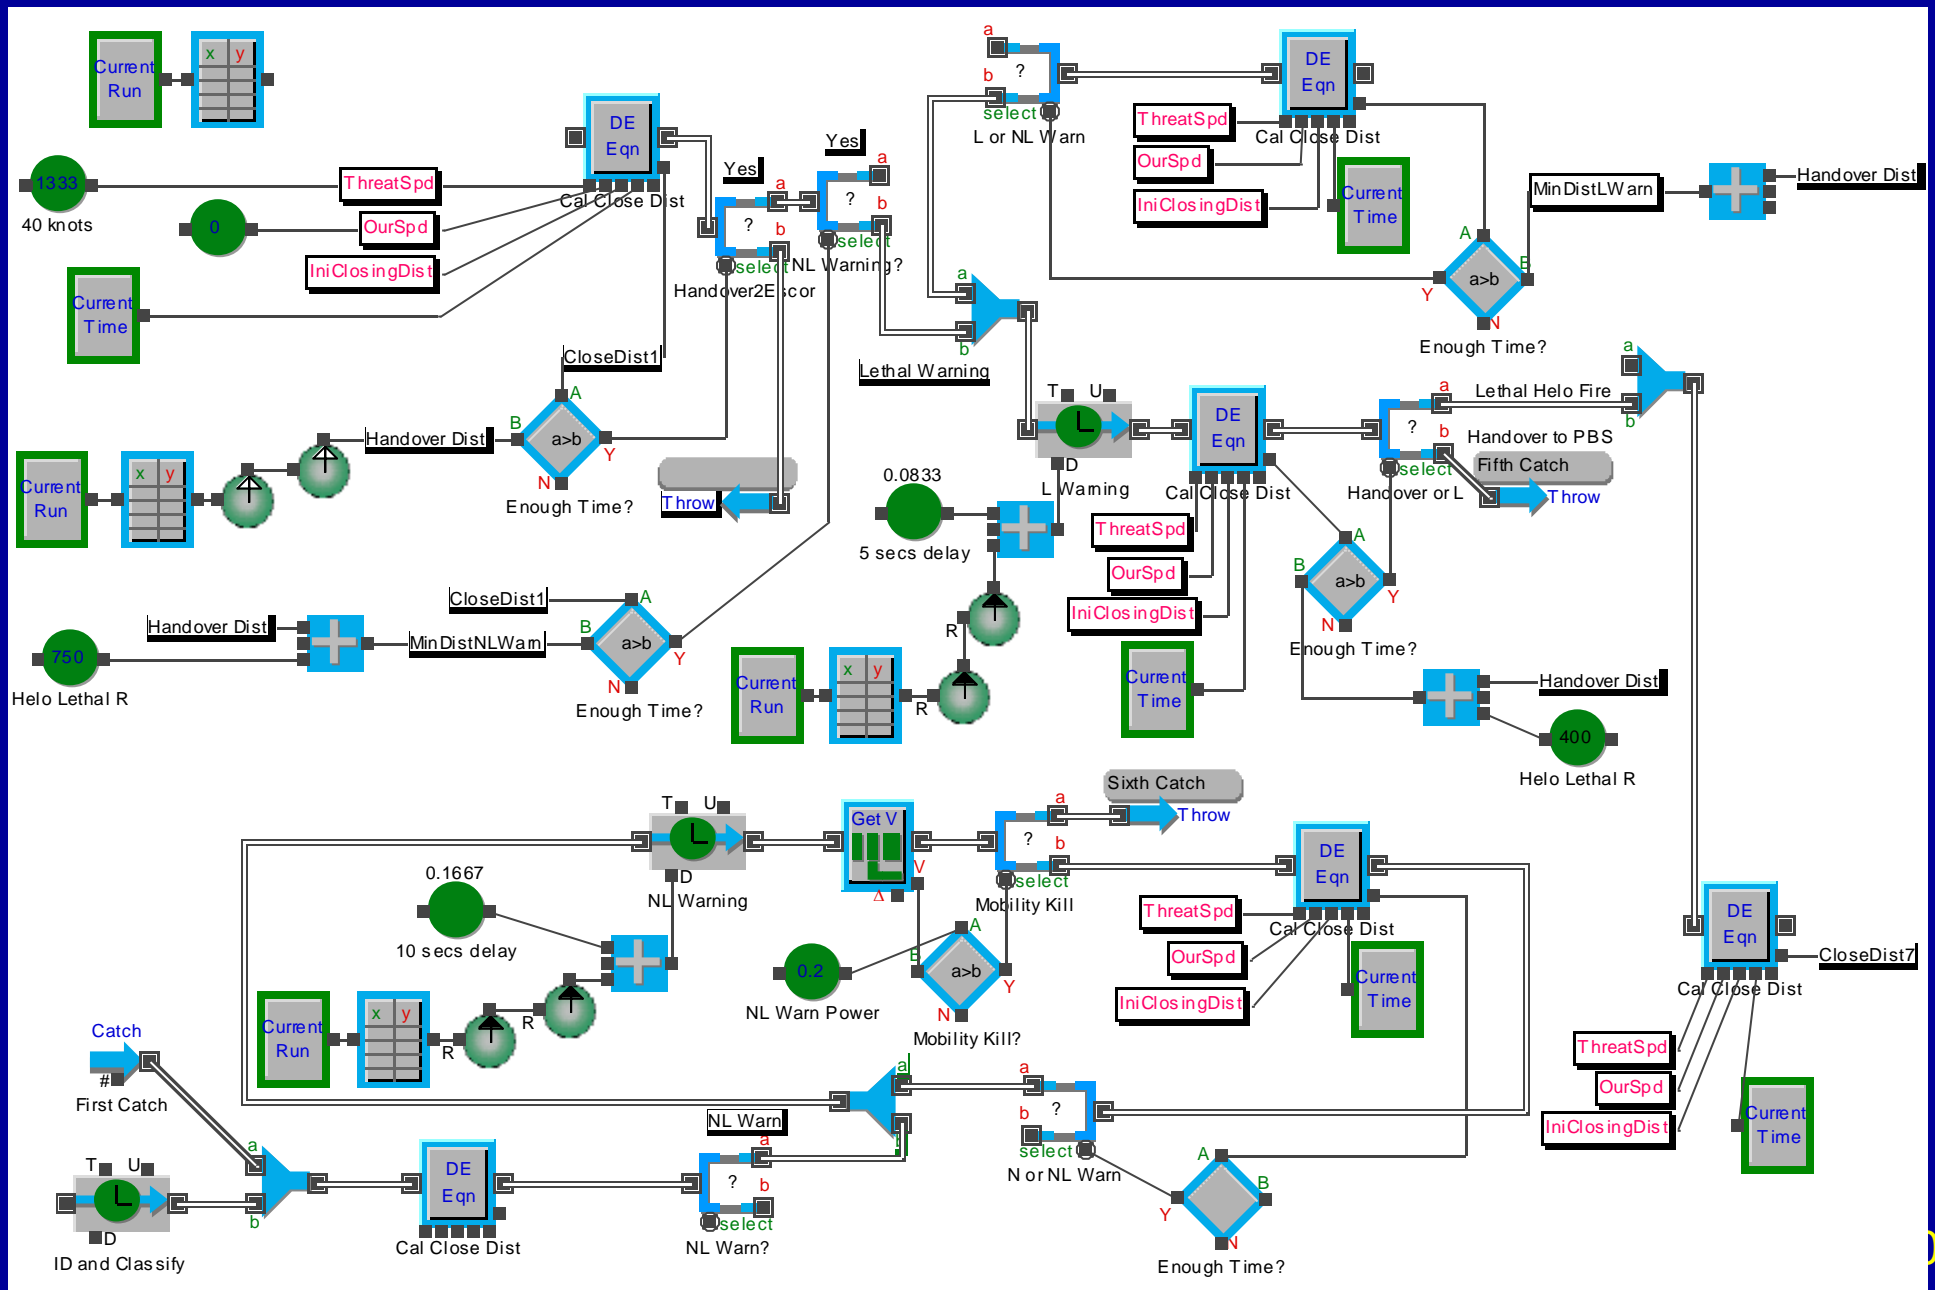 Current
Run
x y
1333
40 knots
ThreatSpd
0
OurSpd
IniClosingDist
Current
Time
DE
Eqn
Cal Close Dist
Yes
a
?
b
select
Handover2Escor
Yes
a
?
b
select
NL Warning?
CloseDist1
A
B
a>b
Y
N
Enough Time?
Handover Dist
Current
Run
x y
Throw
CloseDist1
A
B
a>b
Y
N
Enough Time?
Handover Dist
MinDistNLWarn
750
Helo Lethal R
a
b
?
select
L or NL Warn
DE
Eqn
Cal Close Dist
ThreatSpd
OurSpd
IniClosingDist
Current
Time
MinDistLWarn
Handover Dist
A
B
a>b
Y
N
Enough Time?
a
b
Lethal Warning
T U
D
L Warning
0.0833
5 secs delay
R
R
Current
Run
x y
DE
Eqn
Cal Close Dist
ThreatSpd
OurSpd
IniClosingDist
Current
Time
a
?
b
select
Handover or L
Lethal Helo Fire
Handover to PBS
Fifth Catch
Throw
a
b
A
B
a>b
Y
N
Enough Time?
Handover Dist
400
Helo Lethal R
T U
D
NL Warning
0.1667
10 secs delay
R
R
Current
Run
x y
Get V
V
Δ
a
?
b
select
Mobility Kill
Sixth Catch
Throw
0.2
NL Warn Power
A
B
a>b
Y
N
Mobility Kill?
DE
Eqn
Cal Close Dist
ThreatSpd
OurSpd
IniClosingDist
Current
Time
DE
Eqn
Cal Close Dist
CloseDist7
ThreatSpd
OurSpd
IniClosingDist
Current
Time
Catch
#
First Catch
a
b
T U
D
ID and Classify
DE
Eqn
Cal Close Dist
NL Warn
a
?
b
select
NL Warn?
a
b
a
b
?
select
N or NL Warn
A
B
Y
N
Enough Time?